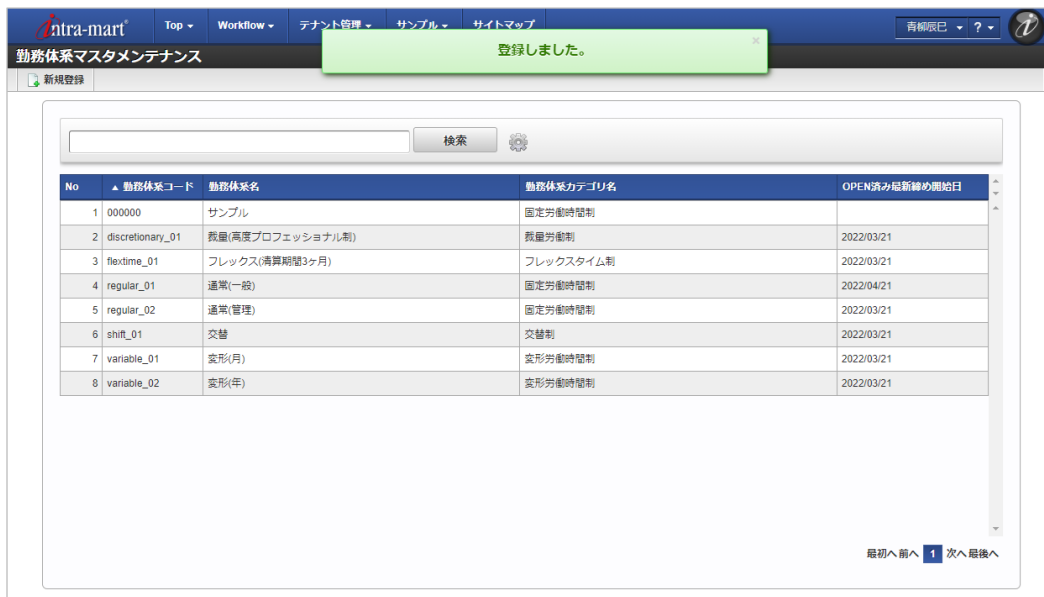 intra-mart® Top Workflow テナント管理 サンプル サイトマップ 青柳辰巳 ?
登録しました。 ×
勤務体系マスタメンテナンス
新規登録
検索
No ▲ 勤務体系コード 勤務体系名 勤務体系カテゴリ名 OPEN済み最新締め開始日
1 000000 サンプル 固定労働時間制
2 discretionary_01 裁量(高度プロフェッショナル制) 裁量労働制 2022/03/21
3 flextime_01 フレックス(清算期間3ヶ月) フレックスタイム制 2022/03/21
4 regular_01 通常(一般) 固定労働時間制 2022/04/21
5 regular_02 通常(管理) 固定労働時間制 2022/03/21
6 shift_01 交替 交替制 2022/03/21
7 variable_01 変形(月) 変形労働時間制 2022/03/21
8 variable_02 変形(年) 変形労働時間制 2022/03/21
最初へ 前へ 1 次へ 最後へ